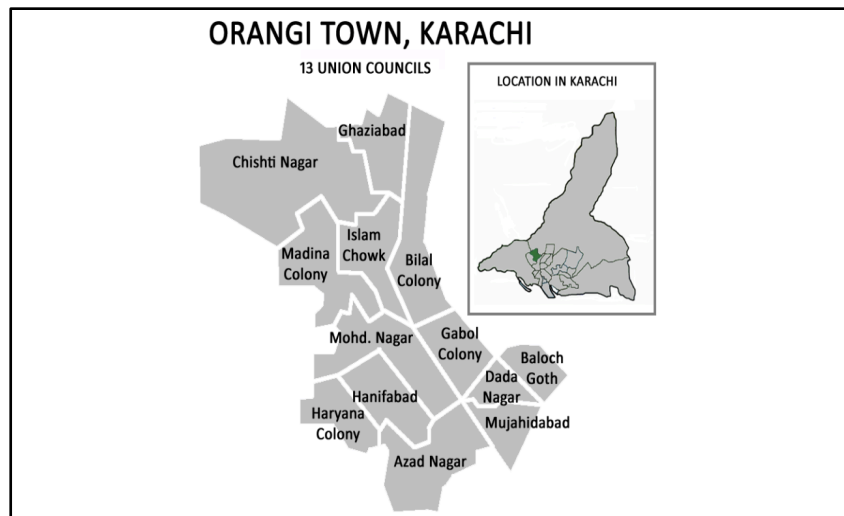 ORANGI TOWN, KARACHI
13 UNION COUNCILS
LOCATION IN KARACHI
Ghaziabad
Chishti Nagar
Islam
Chowk
Madina
Colony
Bilal
Colony
Mohd. Nagar
Gabol
Colony
Baloch
Goth
Dada
Nagar
Hanifabad
Haryana
Colony
Mujahidabad
Azad Nagar